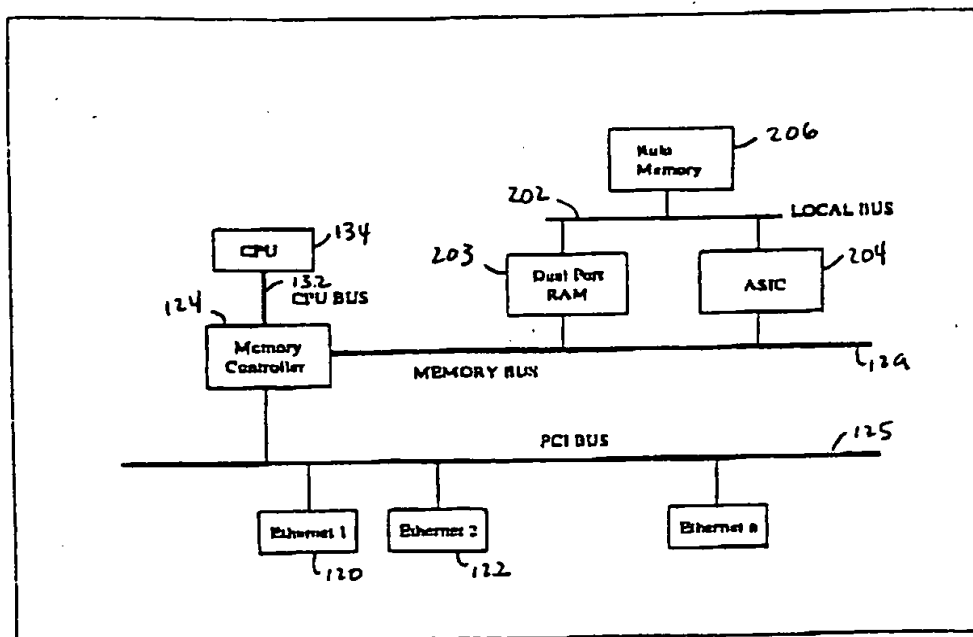 Rule
Memory
206
202
LOCAL BUS
CPU
134
203
Dual Port
RAM
204
ASIC
132
CPU BUS
124
Memory
Controller
MEMORY BUS
129
PCI BUS
125
Ethernet 1
Ethernet 2
Ethernet n
120
122